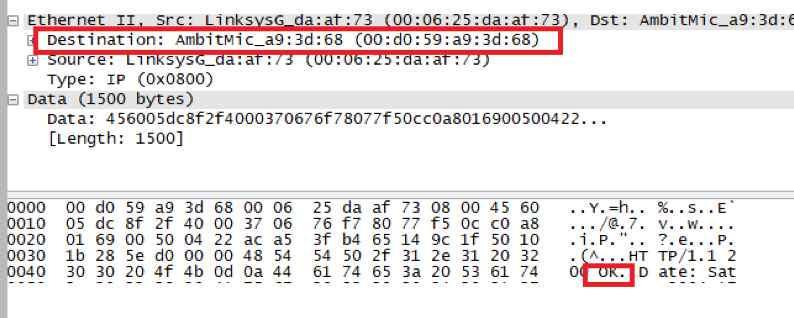 Ethernet II, Src: LinksysG_da:af:73 (00:06:25:da:af:73), Dst: AmbitMic_a9:3d:6
Destination: AmbitMic_a9:3d:68 (00:d0:59:a9:3d:68)
Source: LinksysG_da:af:73 (00:06:25:da:af:73)
Type: IP (0x0800)
Data (1500 bytes)
Data: 456005dc8f2f4000370676f78077f50cc0a8016900500422...
[Length: 1500]
0000 00 d0 59 a9 3d 68 00 06 25 da af 73 08 00 45 60 ..Y.=h.. %..s..E`
0010 05 dc 8f 2f 40 00 37 06 76 f7 80 77 f5 0c c0 a8 .../@.7. v..w....
0020 01 69 00 50 04 22 ac a5 3f b4 65 14 9c 1f 50 10 .i.P.".. ?.e...P.
0030 1b 28 5e d0 00 00 48 54 54 50 2f 31 2e 31 20 32 .(^...HT TP/1.1 2
0040 30 30 20 4f 4b 0d 0a 44 61 74 65 3a 20 53 61 74 00 OK..D ate: Sat